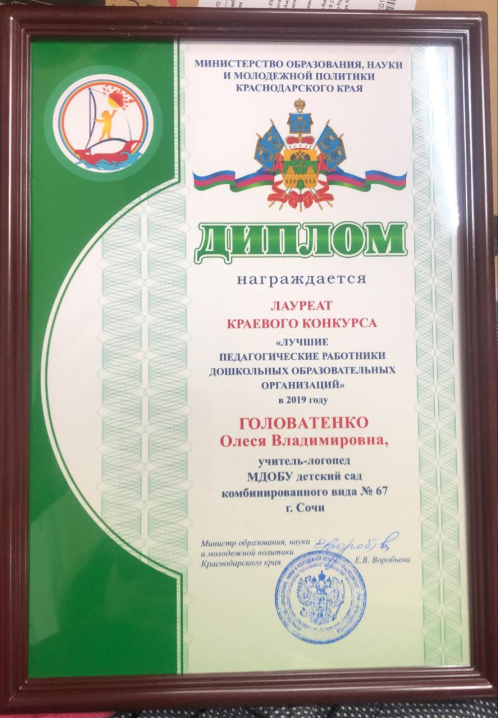 МИНИСТЕРСТВО ОБРАЗОВАНИЯ, НАУКИ
И МОЛОДЕЖНОЙ ПОЛИТИКИ
КРАСНОДАРСКОГО КРАЯ
ДИПЛОМ
награждается
ЛАУРЕАТ
КРАЕВОГО КОНКУРСА
«ЛУЧШИЕ
ПЕДАГОГИЧЕСКИЕ РАБОТНИКИ
ДОШКОЛЬНЫХ ОБРАЗОВАТЕЛЬНЫХ
ОРГАНИЗАЦИЙ»
в 2019 году
ГОЛОВАТЕНКО
Олеся Владимировна,
учитель-логопед
МДОБУ детский сад
комбинированного вида № 67
г. Сочи
Министр образования, науки
и молодежной политики
Краснодарского края
Е.В. Воробьева